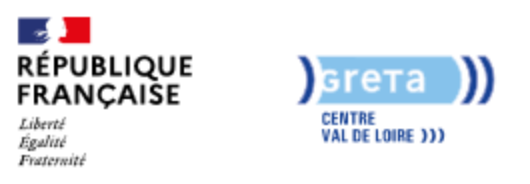 RÉPUBLIQUE
FRANÇAISE
Liberté
Égalité
Fraternité
GRETA
CENTRE
VAL DE LOIRE )))